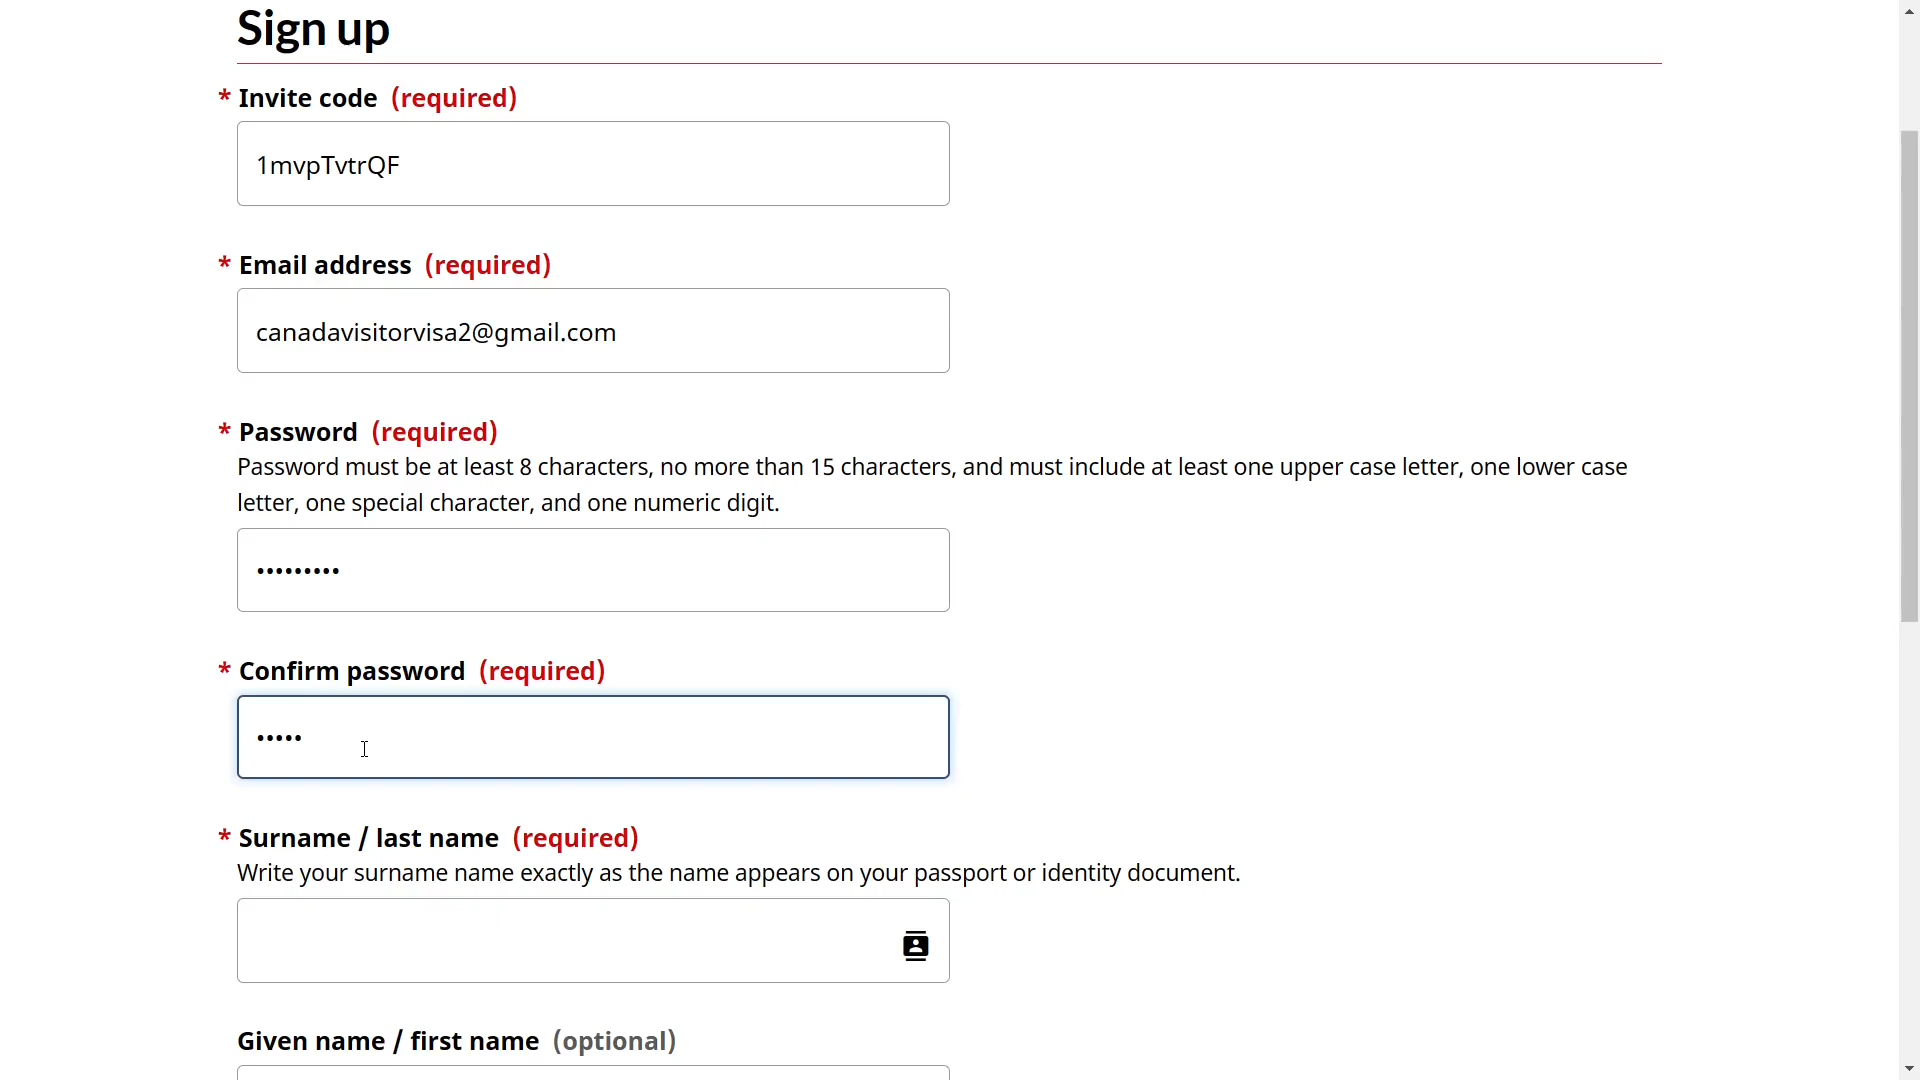 Sign up
* Invite code (required)
1mvpTvtrQF
* Email address (required)
canadavisitorvisa2@gmail.com
* Password (required)
Password must be at least 8 characters, no more than 15 characters, and must include at least one upper case letter, one lower case
letter, one special character, and one numeric digit.
•••••••••
* Confirm password (required)
•••••
* Surname / last name (required)
Write your surname name exactly as the name appears on your passport or identity document.
Given name / first name (optional)